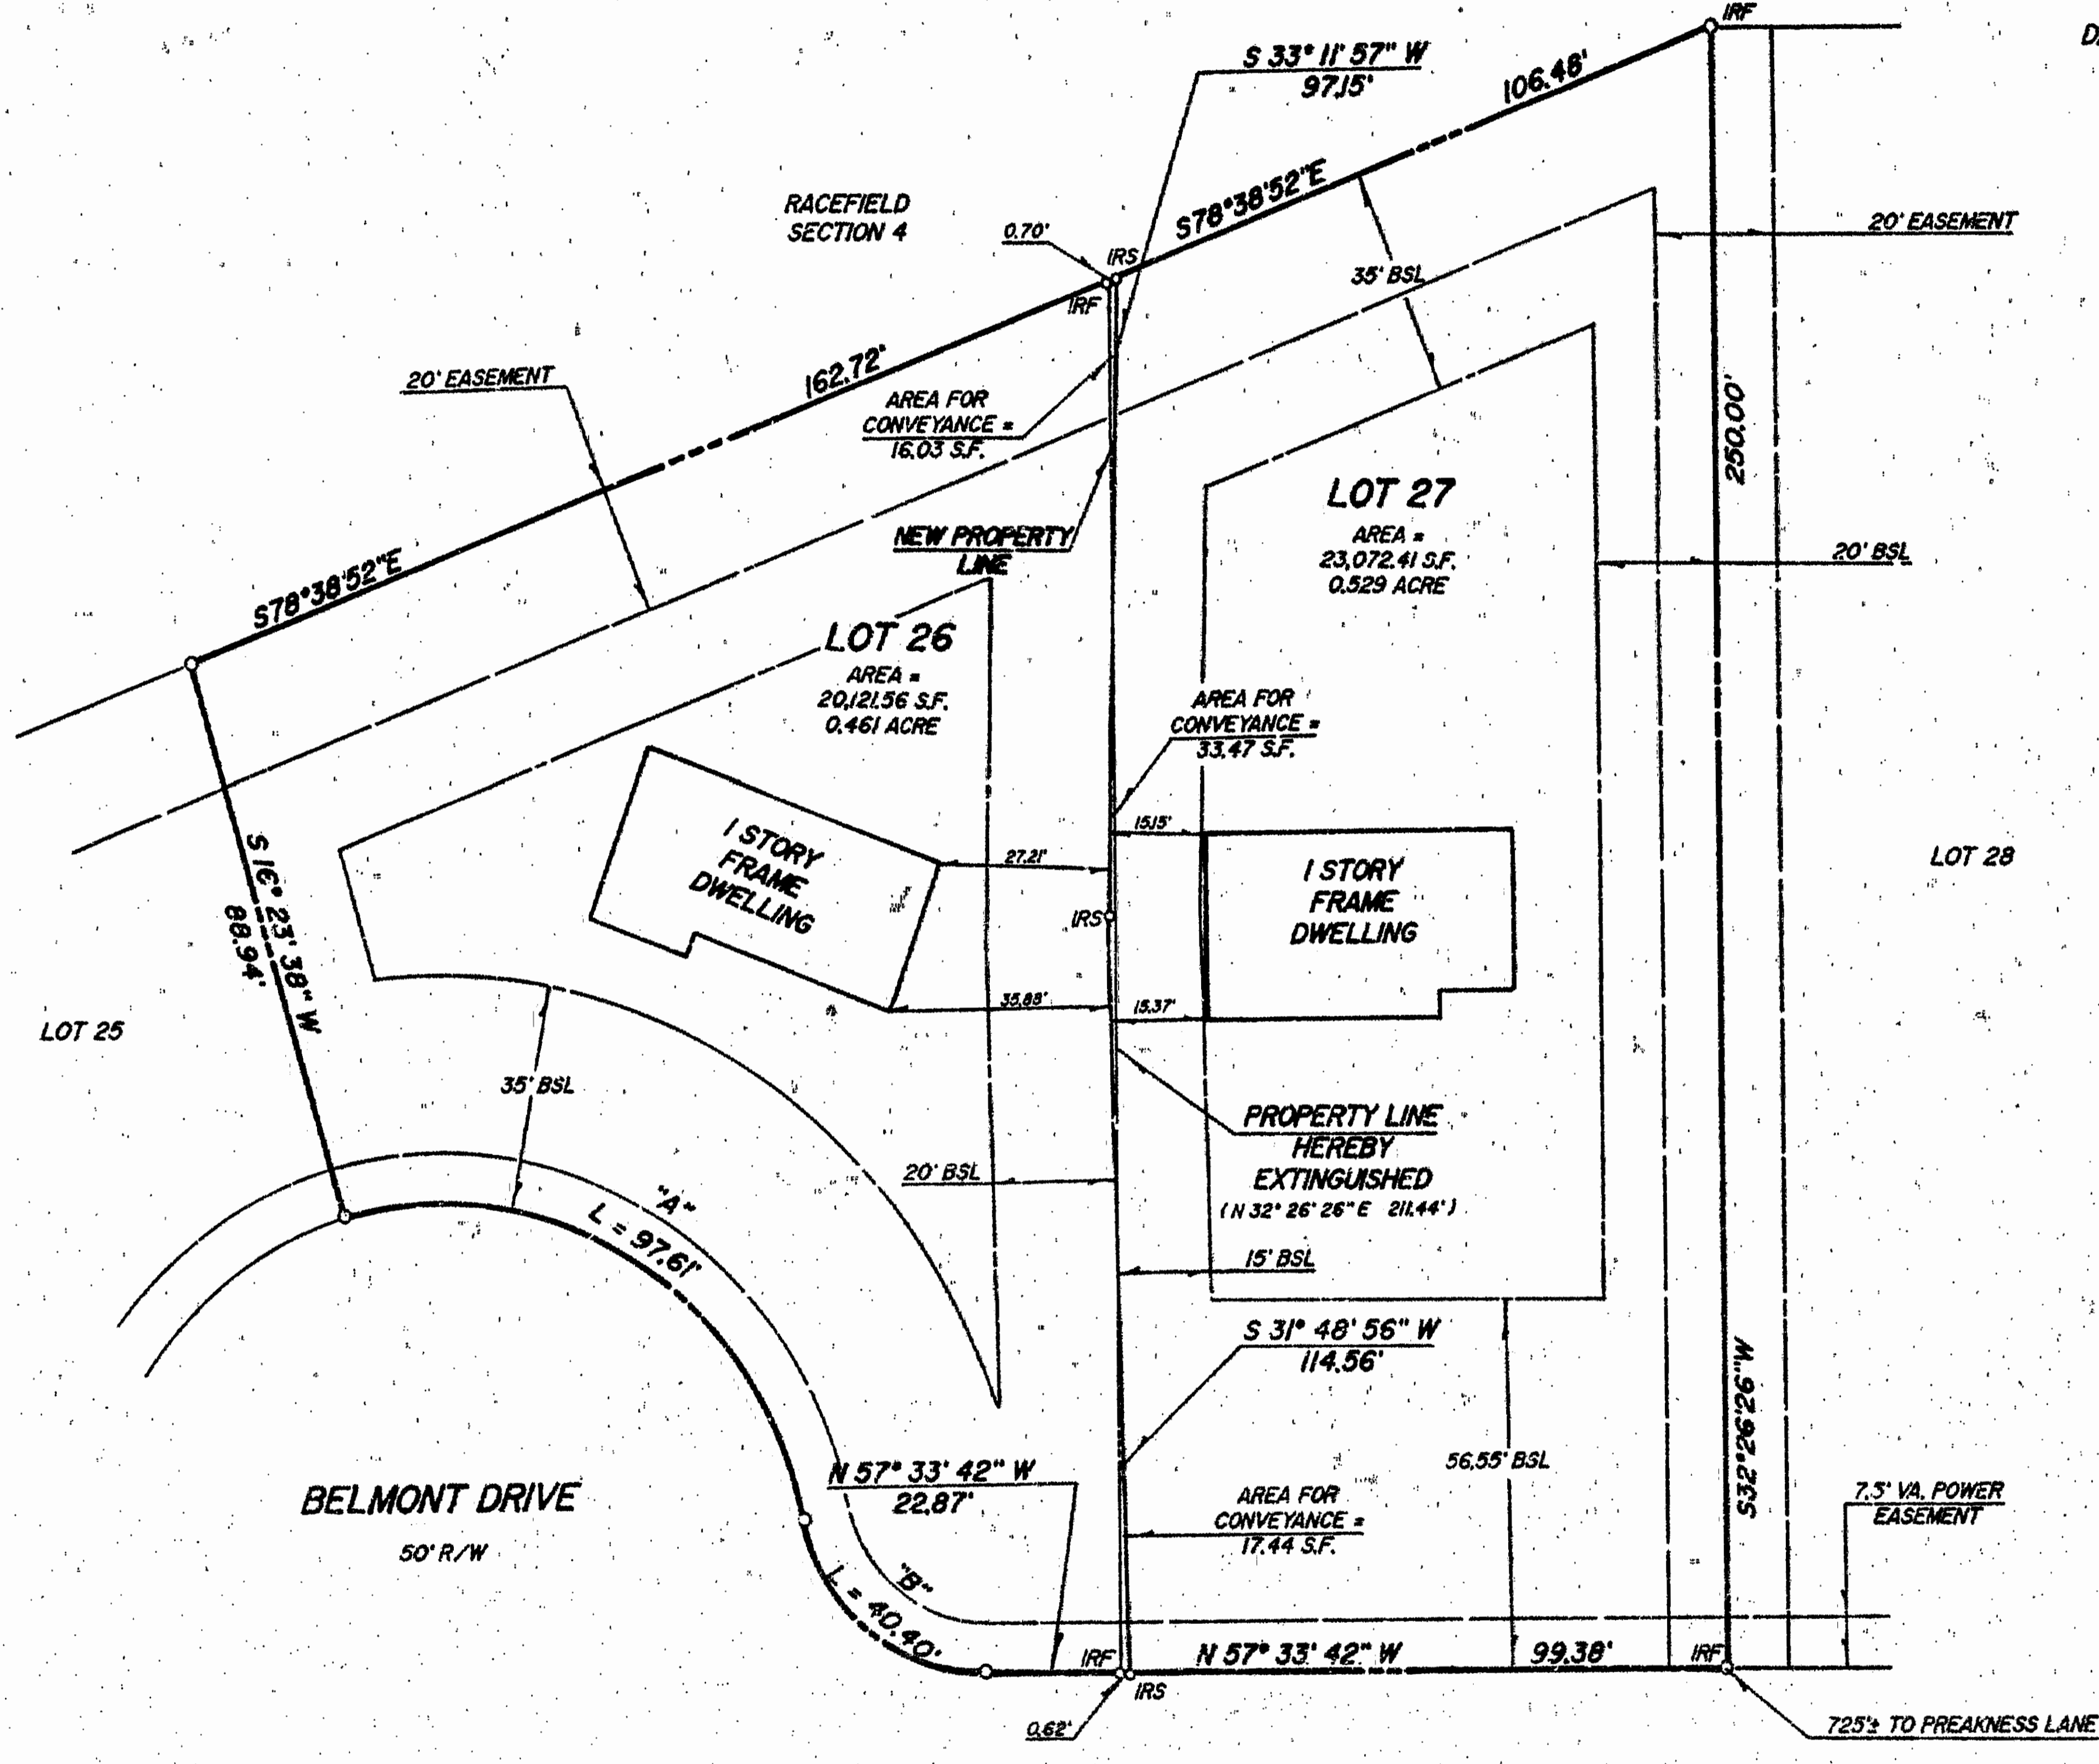 IRF
S 33° 11' 57" W
97.15'
106.48'
S78°38'52"E
RACEFIELD
SECTION 4
0.70'
IRS
IRF
20' EASEMENT
35' BSL
162.72'
20' EASEMENT
AREA FOR
CONVEYANCE =
16.03 S.F.
250.00'
LOT 27
AREA =
23,072.41 S.F.
0.529 ACRE
NEW PROPERTY
LINE
20' BSL
S78°38'52"E
LOT 26
AREA =
20,121.56 S.F.
0.461 ACRE
AREA FOR
CONVEYANCE =
33.47 S.F.
1 STORY
FRAME
DWELLING
27.21'
15.15'
1 STORY
FRAME
DWELLING
LOT 28
S 16° 23' 38" W
88.94'
IRS
35.88'
15.37'
LOT 25
35' BSL
PROPERTY LINE
HEREBY
EXTINGUISHED
(N 32° 26' 26" E 211.44')
20' BSL
"A"
L = 97.61'
15' BSL
S 31° 48' 56" W
114.56'
S32°26'26"W
56.55' BSL
N 57° 33' 42" W
22.87'
BELMONT DRIVE
50' R/W
AREA FOR
CONVEYANCE =
17.44 S.F.
7.5' VA. POWER
EASEMENT
"B"
L = 40.40'
IRF
N 57° 33' 42" W 99.38'
IRF
IRS
0.62'
725'± TO PREAKNESS LANE